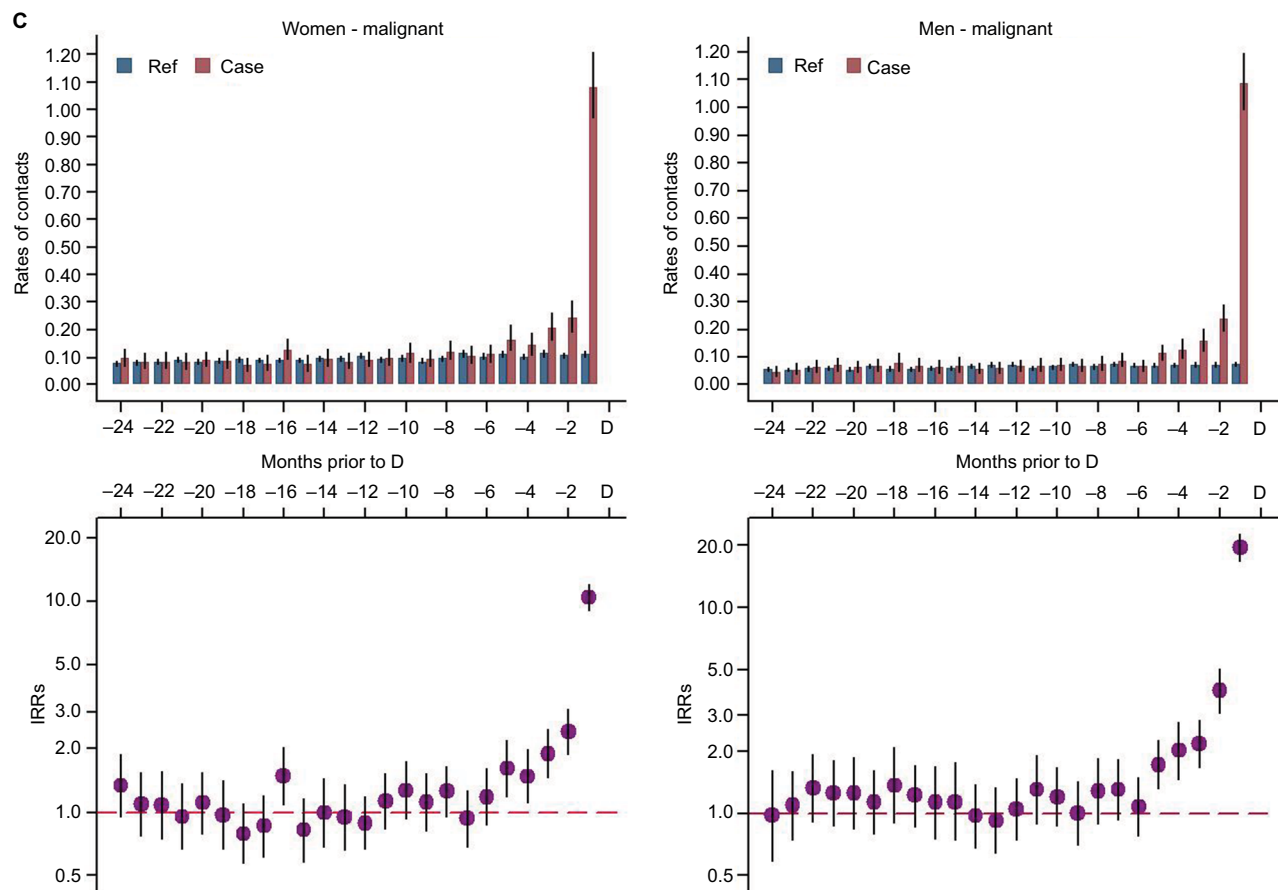 C
Women - malignant
Ref Case
Rates of contacts
1.20
1.10
1.00
0.90
0.80
0.70
0.60
0.50
0.40
0.30
0.20
0.10
0.00
–24 –22 –20 –18 –16 –14 –12 –10 –8 –6 –4 –2 D
Months prior to D
–24 –22 –20 –18 –16 –14 –12 –10 –8 –6 –4 –2 D
IRRs
20.0
10.0
5.0
3.0
2.0
1.0
0.5
Men - malignant
Ref Case
Rates of contacts
1.20
1.10
1.00
0.90
0.80
0.70
0.60
0.50
0.40
0.30
0.20
0.10
0.00
–24 –22 –20 –18 –16 –14 –12 –10 –8 –6 –4 –2 D
Months prior to D
–24 –22 –20 –18 –16 –14 –12 –10 –8 –6 –4 –2 D
IRRs
20.0
10.0
5.0
3.0
2.0
1.0
0.5